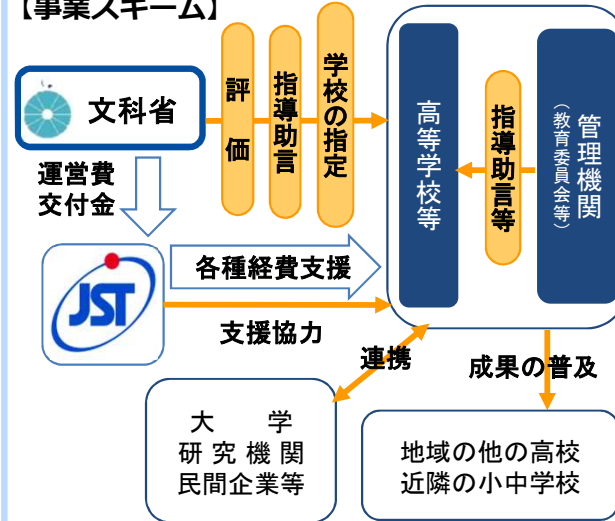 【事業スキーム】
文科省
評価
指導助言
学校の指定
高等学校等
指導助言等
管理機関
（教育委員会等）
運営費
交付金
JST
各種経費支援
支援協力
連携
成果の普及
大　学
研究機関
民間企業等
地域の他の高校
近隣の小中学校